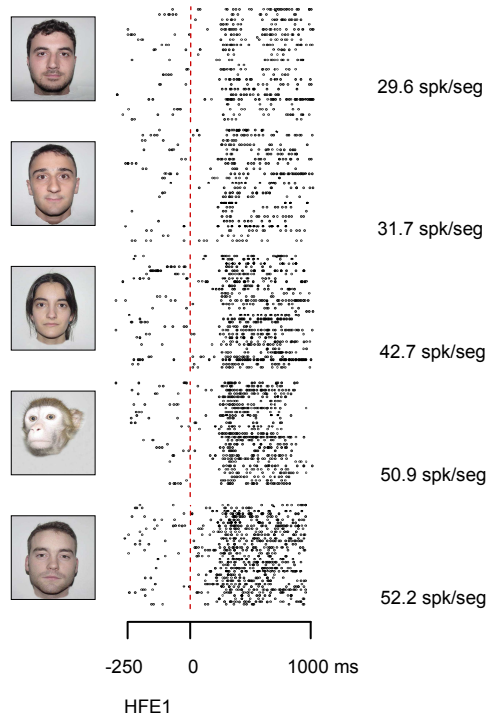 29.6 spk/seg
31.7 spk/seg
42.7 spk/seg
50.9 spk/seg
52.2 spk/seg
-250 0 1000 ms
HFE1